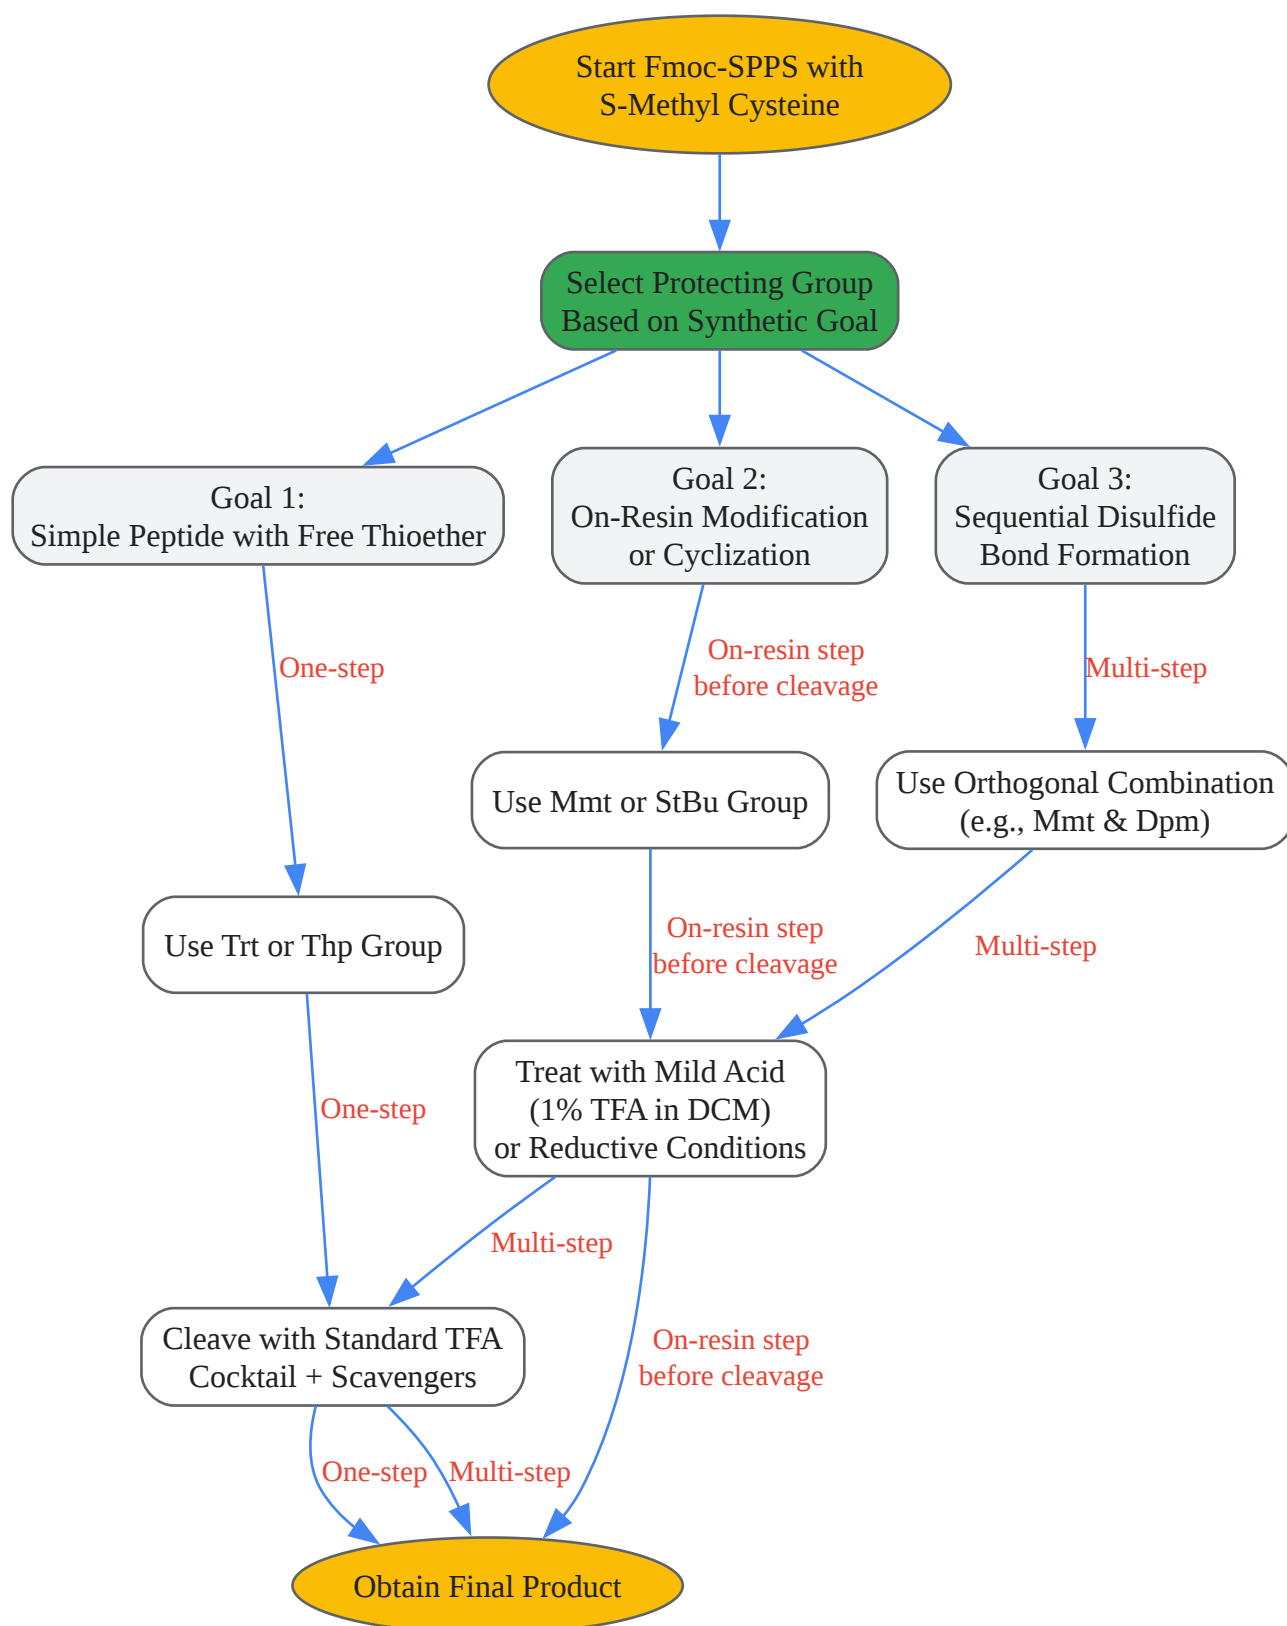 Start Fmoc-SPPS with
S-Methyl Cysteine
Select Protecting Group
Based on Synthetic Goal
Goal 1:
Simple Peptide with Free Thioether
Goal 2:
On-Resin Modification
or Cyclization
Goal 3:
Sequential Disulfide
Bond Formation
One-step
On-resin step
before cleavage
Multi-step
Use Mmt or StBu Group
Use Orthogonal Combination
(e.g., Mmt & Dpm)
Use Trt or Thp Group
On-resin step
before cleavage
Multi-step
Treat with Mild Acid
(1% TFA in DCM)
or Reductive Conditions
One-step
Multi-step
Cleave with Standard TFA
Cocktail + Scavengers
On-resin step
before cleavage
One-step
Multi-step
Obtain Final Product